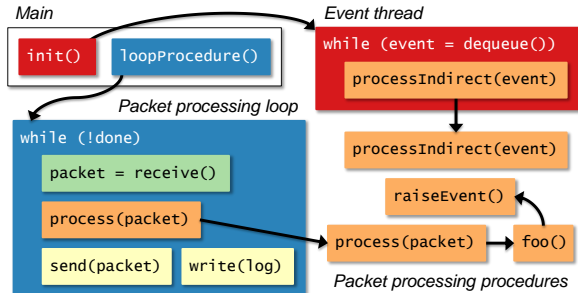 Main
init()
loopProcedure()
Event thread
while (event = dequeue())
processIndirect(event)
processIndirect(event)
Packet processing loop
while (!done)
packet = receive()
process(packet)
send(packet)
write(log)
raiseEvent()
process(packet)
foo()
Packet processing procedures